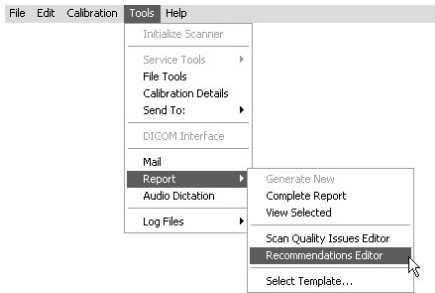 File Edit Calibration Tools Help
Initialize Scanner
Service Tools
File Tools
Calibration Details
Send To:
DICOM Interface
Mail
Report
Audio Dictation
Log Files
Generate New
Complete Report
View Selected
Scan Quality Issues Editor
Recommendations Editor
Select Template...